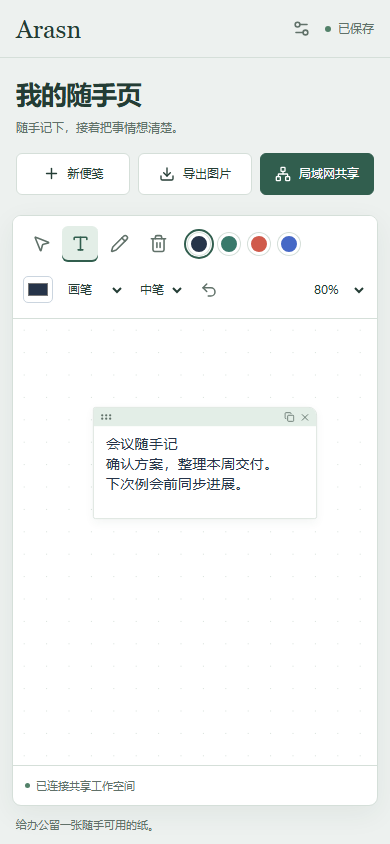 Arasn
已保存
我的随手页
随手记下，接着把事情想清楚。
新便笺
导出图片
局域网共享
画笔
中笔
80%
会议随手记
确认方案，整理本周交付。
下次例会前同步进展。
已连接共享工作空间
给办公留一张随手可用的纸。